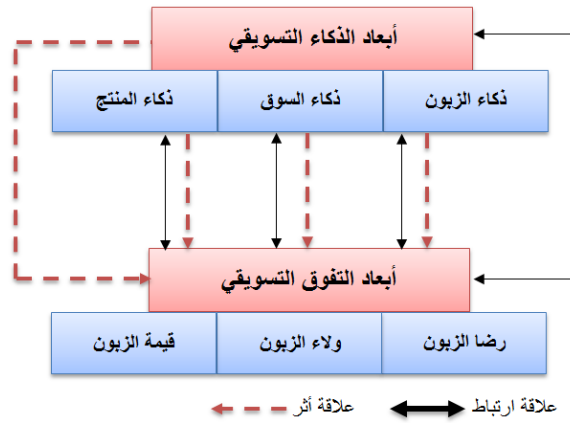 أبعاد الذكاء التسويقي
ذكاء الزبون
ذكاء السوق
ذكاء المنتج
أبعاد التفوق التسويقي
رضا الزبون
ولاء الزبون
قيمة الزبون
علاقة ارتباط
علاقة أثر